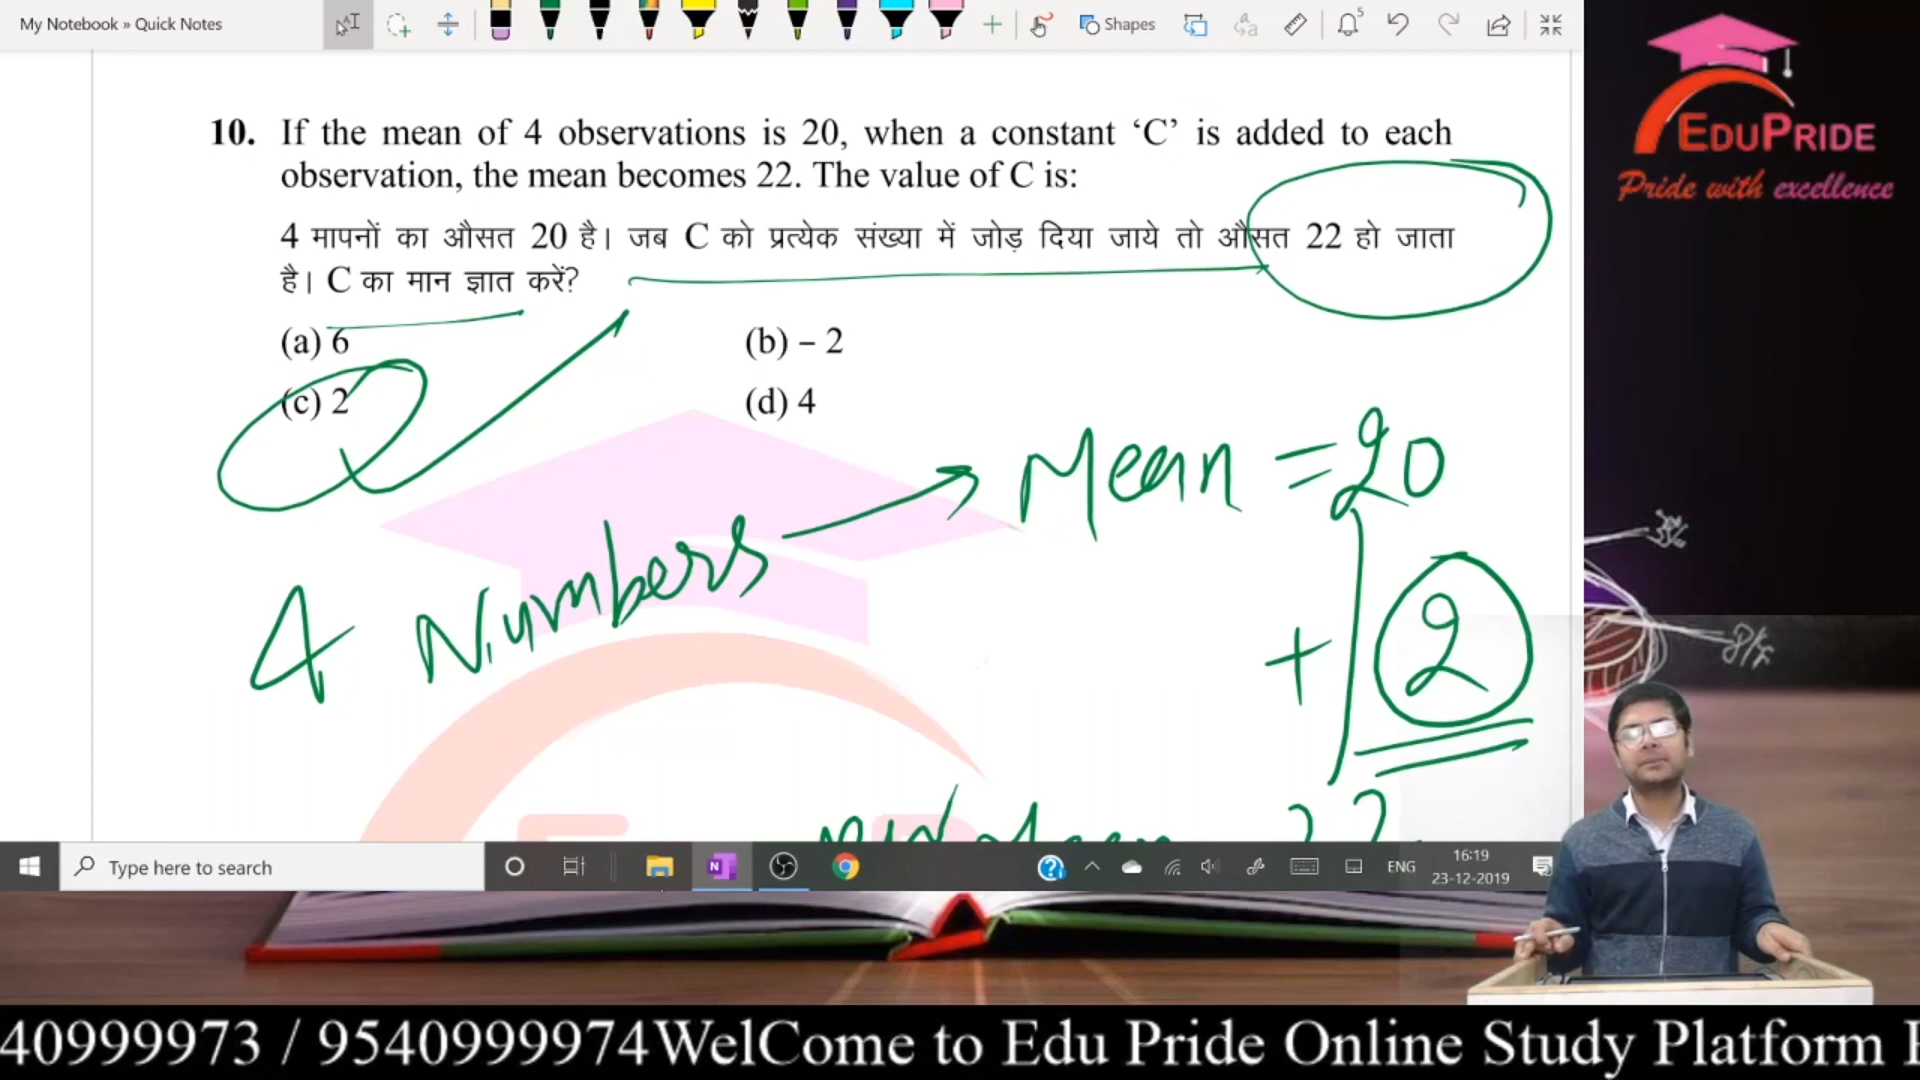 My Notebook » Quick Notes
Shapes
5
EDUPRIDE
Pride with excellence
10. If the mean of 4 observations is 20, when a constant ‘C’ is added to each
observation, the mean becomes 22. The value of C is:
4 मापनों का औसत 20 है। जब C को प्रत्येक संख्या में जोड़ दिया जाये तो औसत 22 हो जाता
है। C का मान ज्ञात करें?
(a) 6
(b) – 2
(c) 2
(d) 4
Mean = 20
4 Numbers
+ 2
Mean 22
Type here to search
ENG
16:19
23-12-2019
40999973 / 9540999974WelCome to Edu Pride Online Study Platform